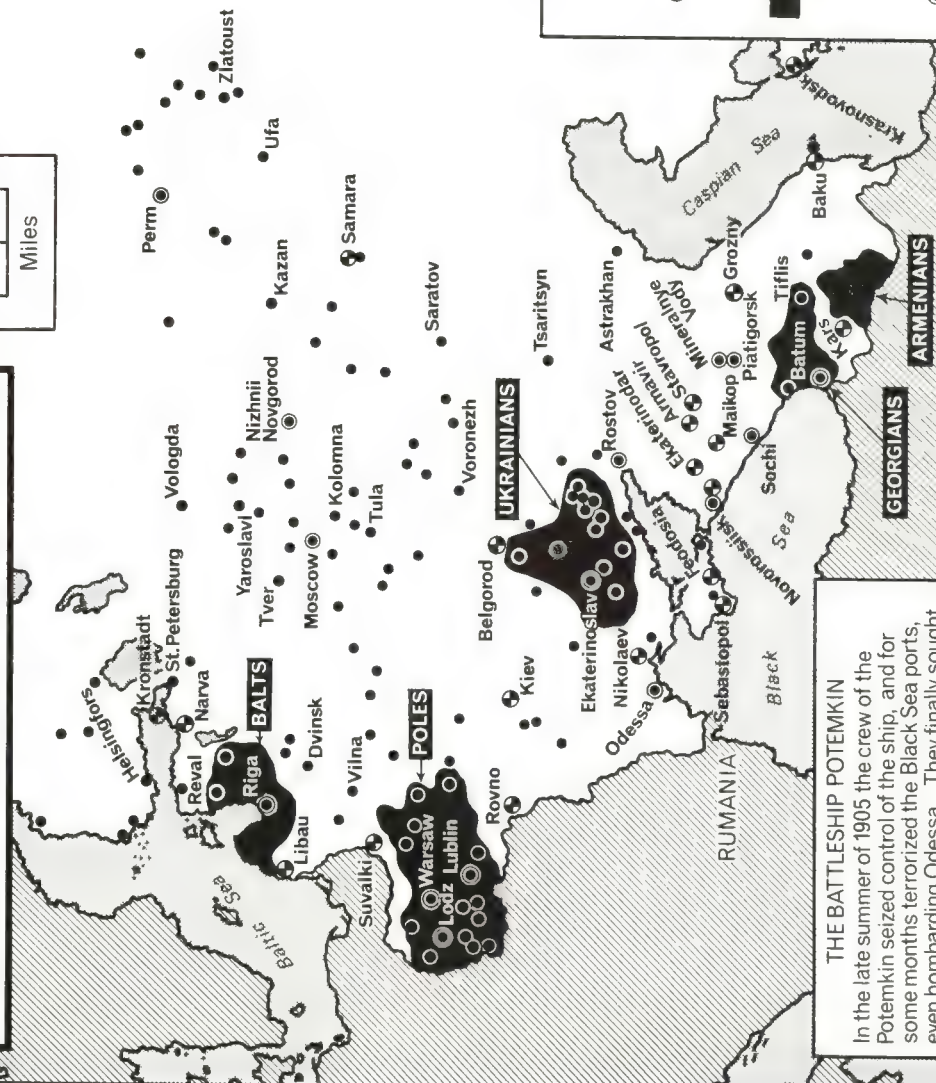 Miles
Zlatoust
Ufa
Perm
Samara
Kazan
Saratov
Tsaritsyn
Astrakhan
Nizhnii
Novgorod
Vologda
Yaroslavl
Koloma
Tula
Voronezh
Tver
Moscow
St. Petersburg
Kronstadt
Helsingfors
Narva
BALTS
Reval
Riga
Dvinsk
Vilna
Libau
Baltic
Sea
Suvalki
POLES
Warsaw
Lodz
Lublin
Rovno
Kiev
Belgorod
UKRAINIANS
Ekaterinoslav
Nikolaev
Odessa
Rostov
Ekaterinodar
Armavir
Stavropol
Mineralnye
Vody
Maikop
Piatigorsk
Grozny
Tiflis
Batum
Kars
Baku
Krasnovodsk
Caspian Sea
Feodosia
Sebastopol
Novorossiisk
Sochi
Black
Sea
RUMANIA
GEORGIANS
ARMENIANS
THE BATTLESHIP POTEMKIN
In the late summer of 1905 the crew of the
Potemkin seized control of the ship, and for
some months terrorized the Black Sea ports,
even bombarding Odessa. They finally sought